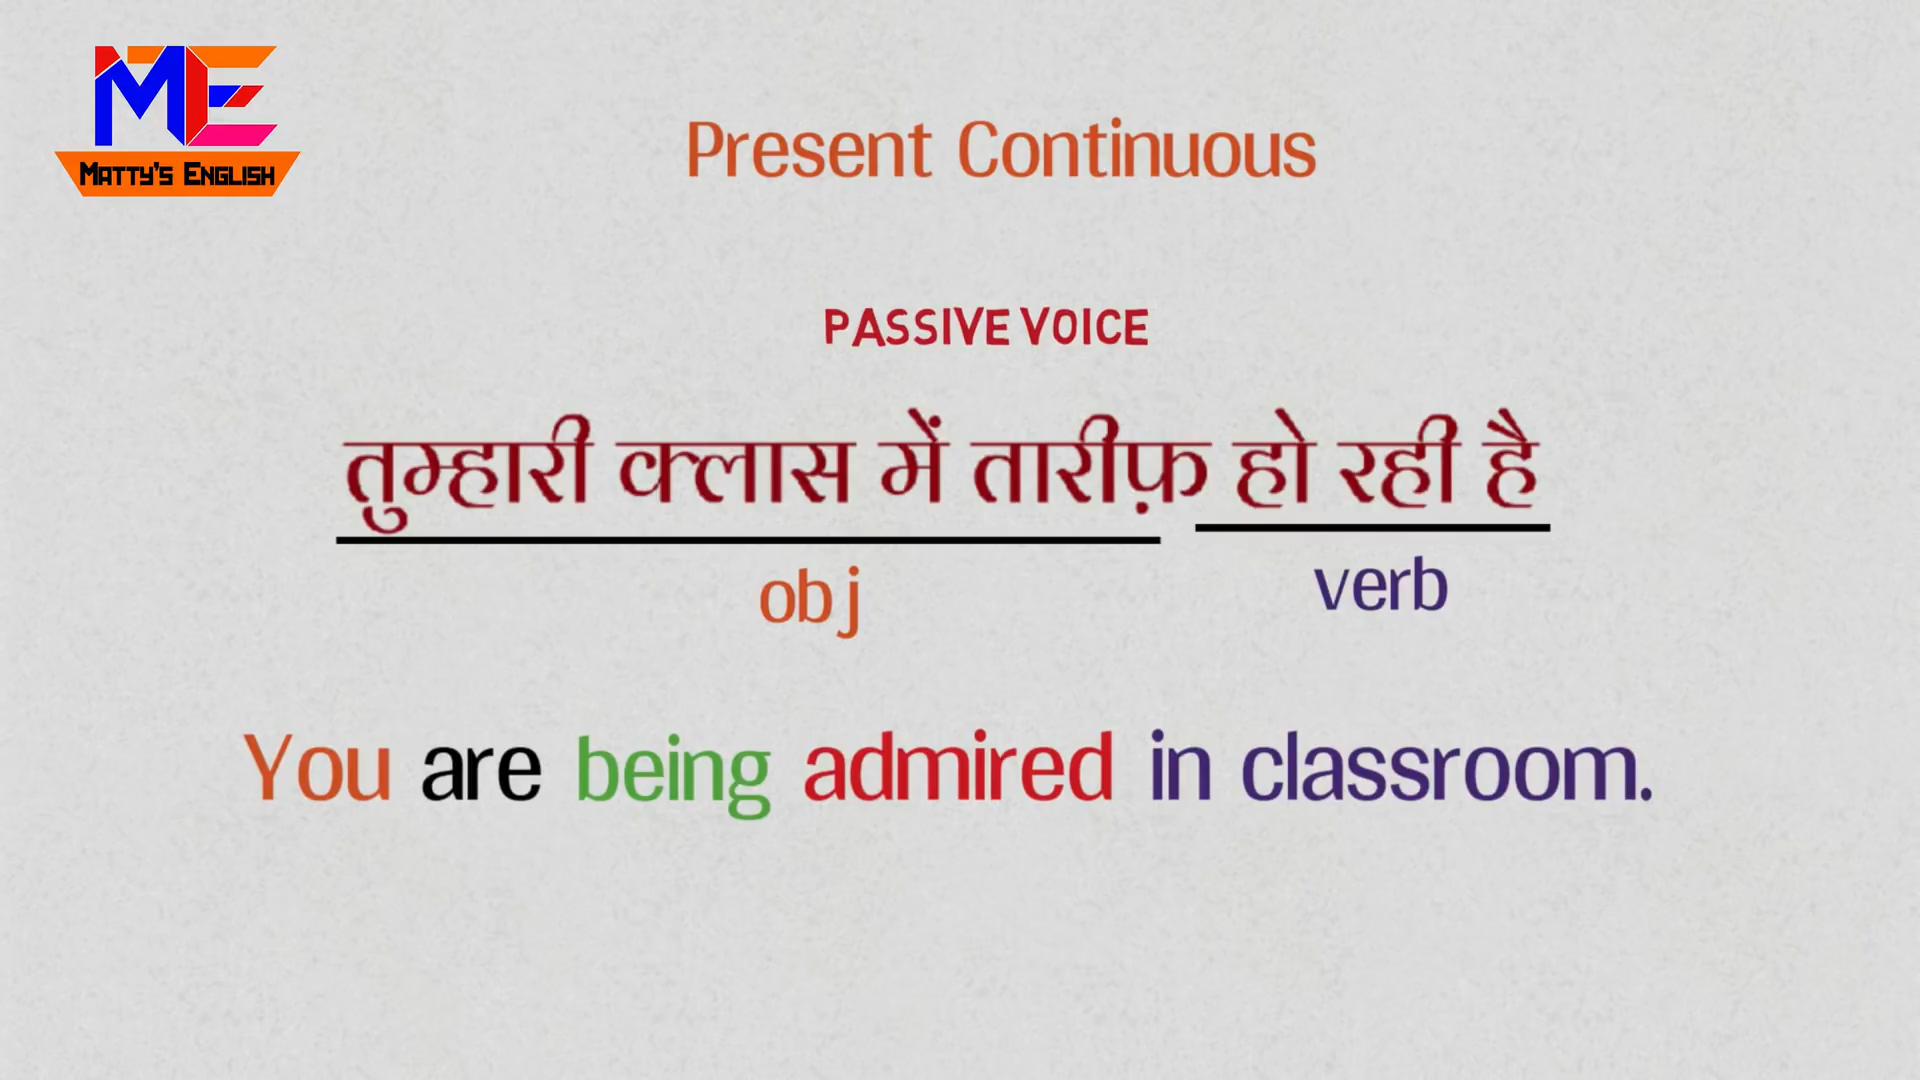 ME
MATTY'S ENGLISH
Present Continuous
PASSIVE VOICE
तुम्हारी क्लास में तारीफ़ हो रही है
obj verb
You are being admired in classroom.